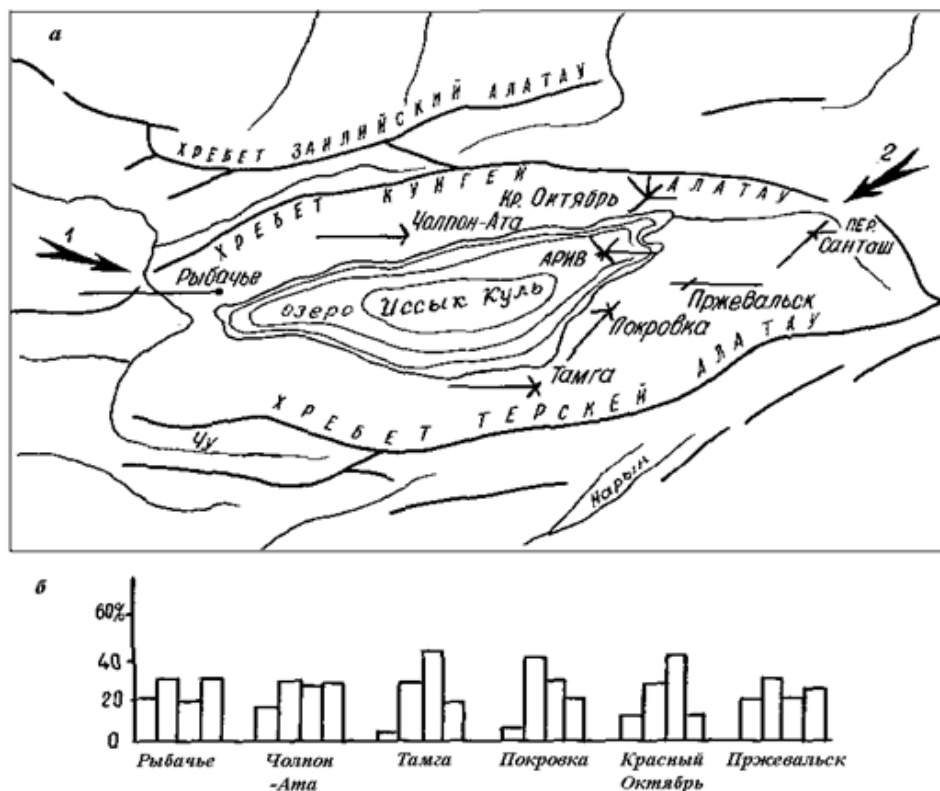 а
ХРЕБЕТ ЗАИЛИЙСКИЙ АЛАТАУ
ХРЕБЕТ КУНГЕЙ АЛАТАУ
2
Кр. Октябрь
ПЕР.
Санташ
1
Чолпон-Ата
Рыбачье
АРИВ
озеро Иссык Куль
Пржевальск
Покровка
Тамга
ХРЕБЕТ ТЕРСКЕЙ АЛАТАУ
Чу
Нарын
б
60%
40
20
0
Рыбачье
Чолпон
-Ата
Тамга
Покровка
Красный
Октябрь
Пржевальск